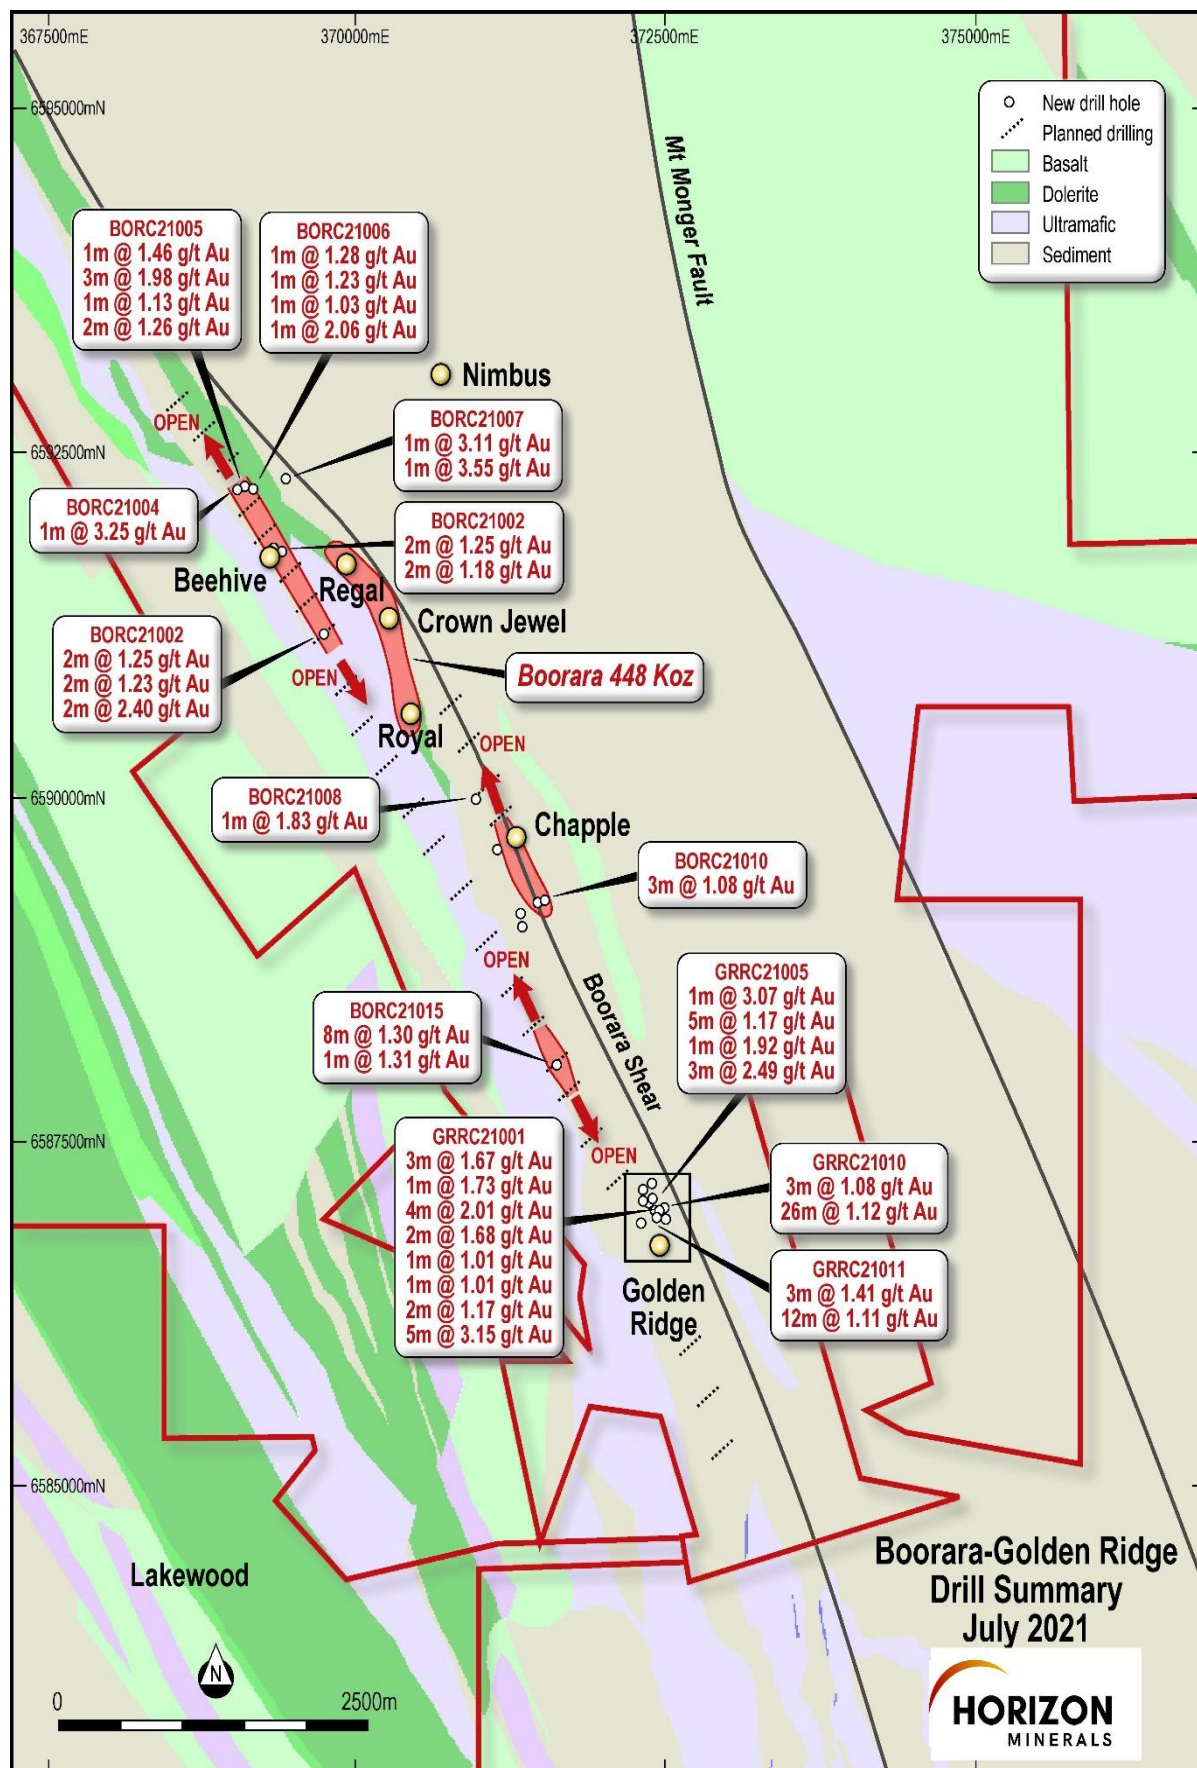 367500mE
370000mE
372500mE
375000mE
6595000mN
New drill hole
Planned drilling
Basalt
Dolerite
Ultramafic
Sediment
Mt Monger Fault
BORC21005
1m @ 1.46 g/t Au
3m @ 1.98 g/t Au
1m @ 1.13 g/t Au
2m @ 1.26 g/t Au
BORC21006
1m @ 1.28 g/t Au
1m @ 1.23 g/t Au
1m @ 1.03 g/t Au
1m @ 2.06 g/t Au
Nimbus
OPEN
BORC21007
1m @ 3.11 g/t Au
1m @ 3.55 g/t Au
6592500mN
BORC21004
1m @ 3.25 g/t Au
BORC21002
2m @ 1.25 g/t Au
2m @ 1.18 g/t Au
Beehive
Regal
Crown Jewel
BORC21002
2m @ 1.25 g/t Au
2m @ 1.23 g/t Au
2m @ 2.40 g/t Au
OPEN
Boorara 448 Koz
Royal
OPEN
BORC21008
1m @ 1.83 g/t Au
6590000mN
Chapple
BORC21010
3m @ 1.08 g/t Au
OPEN
Boorara Shear
GRRC21005
1m @ 3.07 g/t Au
5m @ 1.17 g/t Au
1m @ 1.92 g/t Au
3m @ 2.49 g/t Au
BORC21015
8m @ 1.30 g/t Au
1m @ 1.31 g/t Au
6587500mN
OPEN
GRRC21001
3m @ 1.67 g/t Au
1m @ 1.73 g/t Au
4m @ 2.01 g/t Au
2m @ 1.68 g/t Au
1m @ 1.01 g/t Au
1m @ 1.01 g/t Au
2m @ 1.17 g/t Au
5m @ 3.15 g/t Au
GRRC21010
3m @ 1.08 g/t Au
26m @ 1.12 g/t Au
GRRC21011
3m @ 1.41 g/t Au
12m @ 1.11 g/t Au
Golden
Ridge
6585000mN
Lakewood
Boorara-Golden Ridge
Drill Summary
July 2021
N
0
2500m
HORIZON
MINERALS